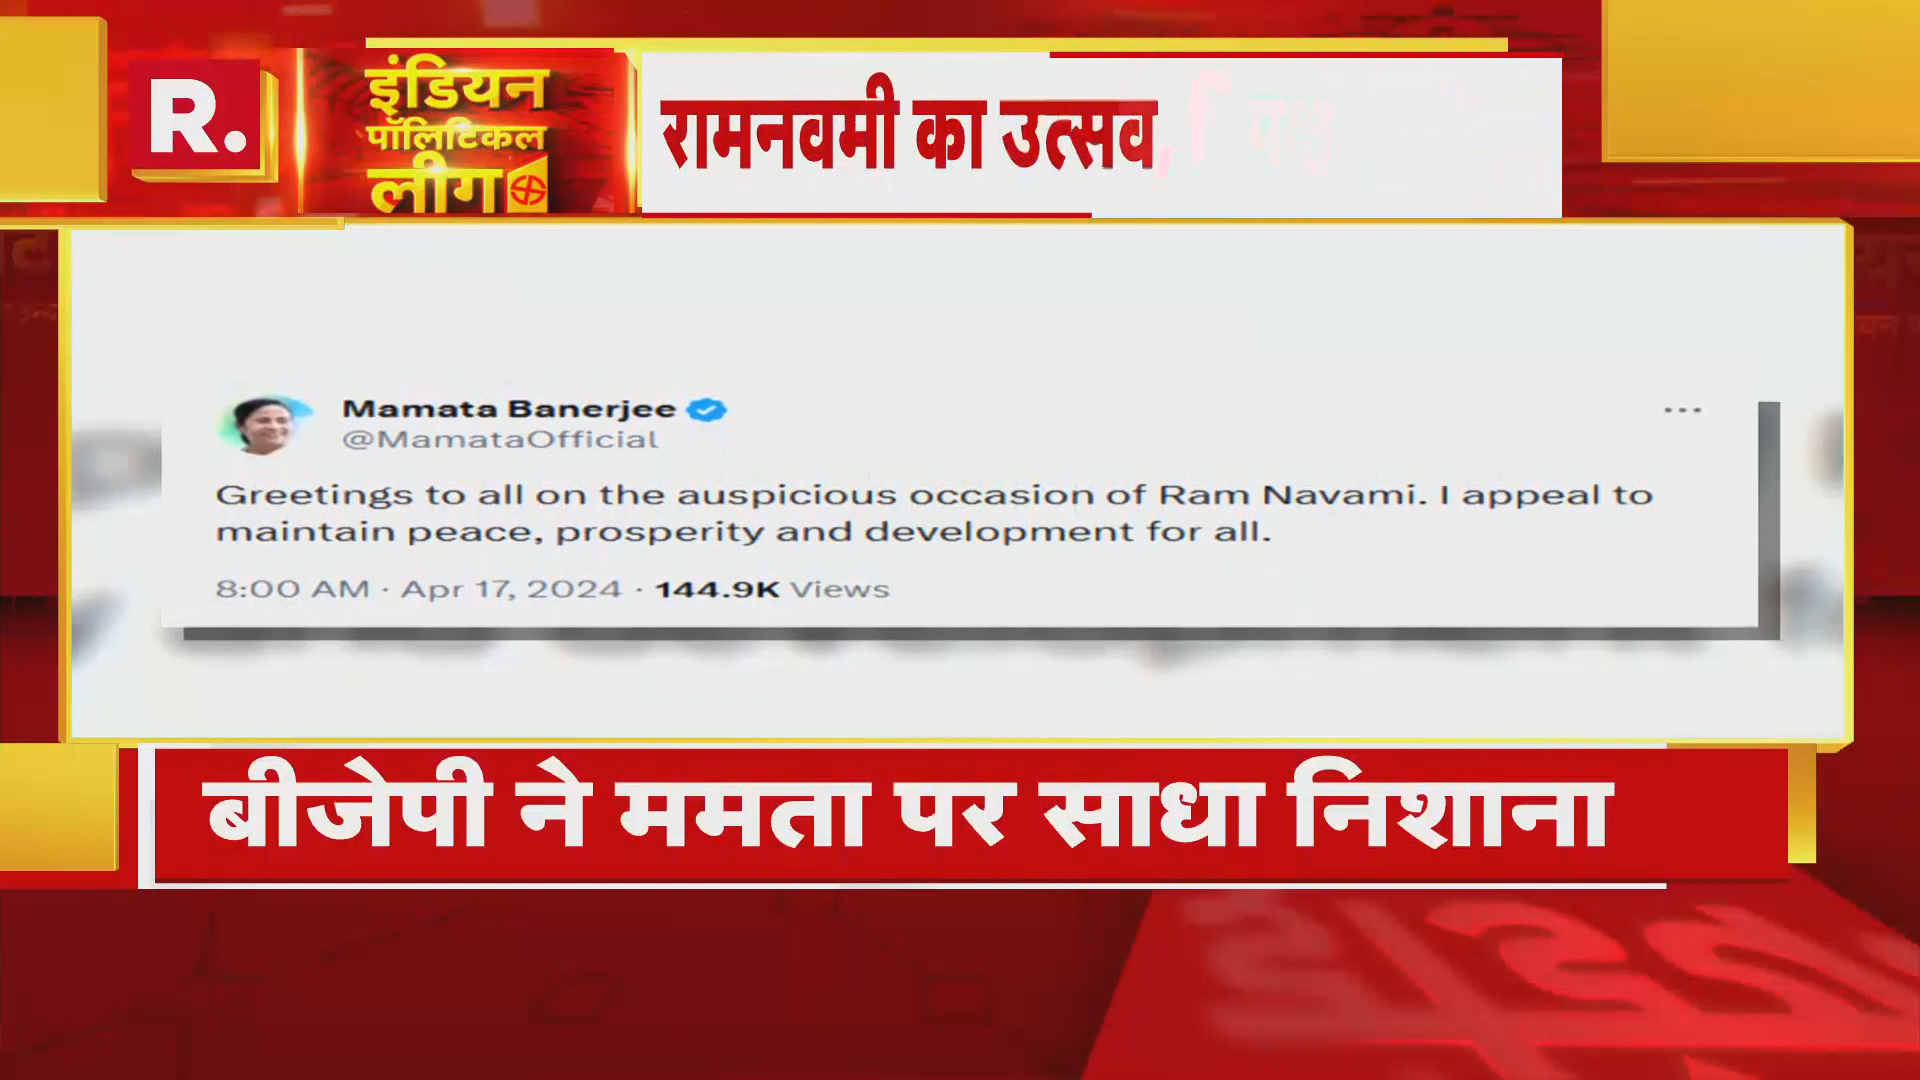 R.
इंडियन
पॉलिटिकल
लीग
रामनवमी का उत्सव,
Mamata Banerjee
@MamataOfficial
Greetings to all on the auspicious occasion of Ram Navami. I appeal to
maintain peace, prosperity and development for all.
8:00 AM · Apr 17, 2024 · 144.9K Views
बीजेपी ने ममता पर साधा निशाना